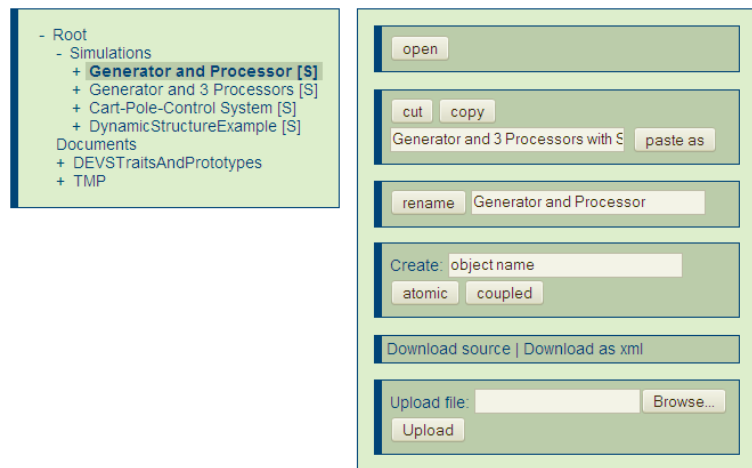 - Root
- Simulations
+ Generator and Processor [S]
+ Generator and 3 Processors [S]
+ Cart-Pole-Control System [S]
+ DynamicStructureExample [S]
Documents
+ DEVSTraitsAndPrototypes
+ TMP
open
cut copy
Generator and 3 Processors with S paste as
rename Generator and Processor
Create: object name
atomic coupled
Download source | Download as xml
Upload file: Browse...
Upload